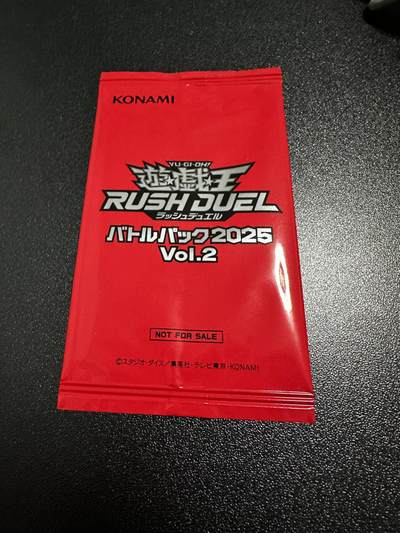 KONAMI
YU-GI-OH!
遊☆戯☆王
RUSH DUEL
ラッシュデュエル
バトルパック2025
Vol.2
NOT FOR SALE
©スタジオ・ダイス／集英社・テレビ東京・KONAMI